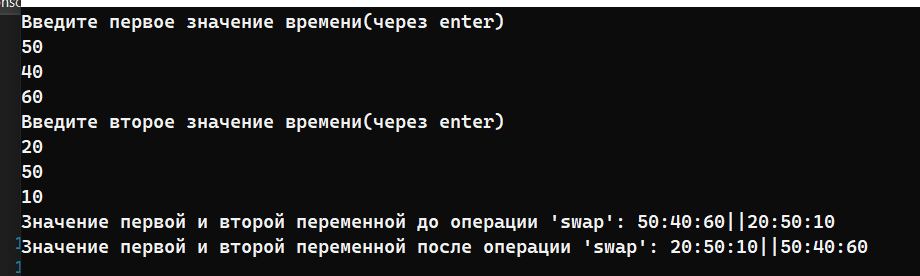 Введите первое значение времени(через enter)
50
40
60
Введите второе значение времени(через enter)
20
50
10
Значение первой и второй переменной до операции 'swap': 50:40:60||20:50:10
Значение первой и второй переменной после операции 'swap': 20:50:10||50:40:60